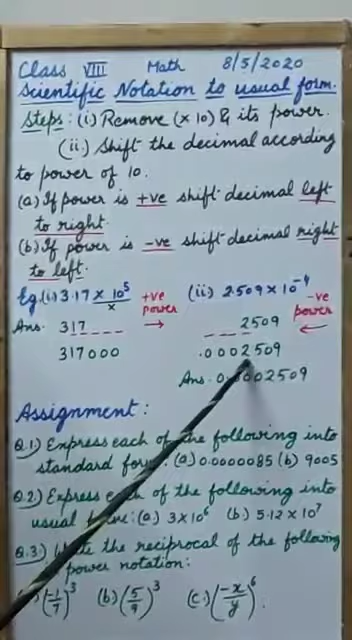 Class VIII Math 8/5/2020
Scientific Notation to usual form.
Steps: (i) Remove (× 10) & its power.
(ii) Shift the decimal according
to power of 10.
(a) If power is +ve shift decimal left
to right.
(b) If power is -ve shift decimal right
to left.
Eg. (i) 3.17 × 10⁵ +ve power → (ii) 2.509 × 10⁻⁴ -ve power ←
Ans. 317_ _ _ _ _ _ 2509
317000 .0002509
Ans. 0.0002509
Assignment:
Q.1) Express each of the following into
standard (a) 0.0000085 (b) 9005
Q.2) Express of the following into
usual (a) 3×10⁶ (b) 5.12 × 10⁷
Q.3) the reciprocal of the following
power notation:
(-1/7)³ (b) (5/9)³ (c) (-x/y)⁶.